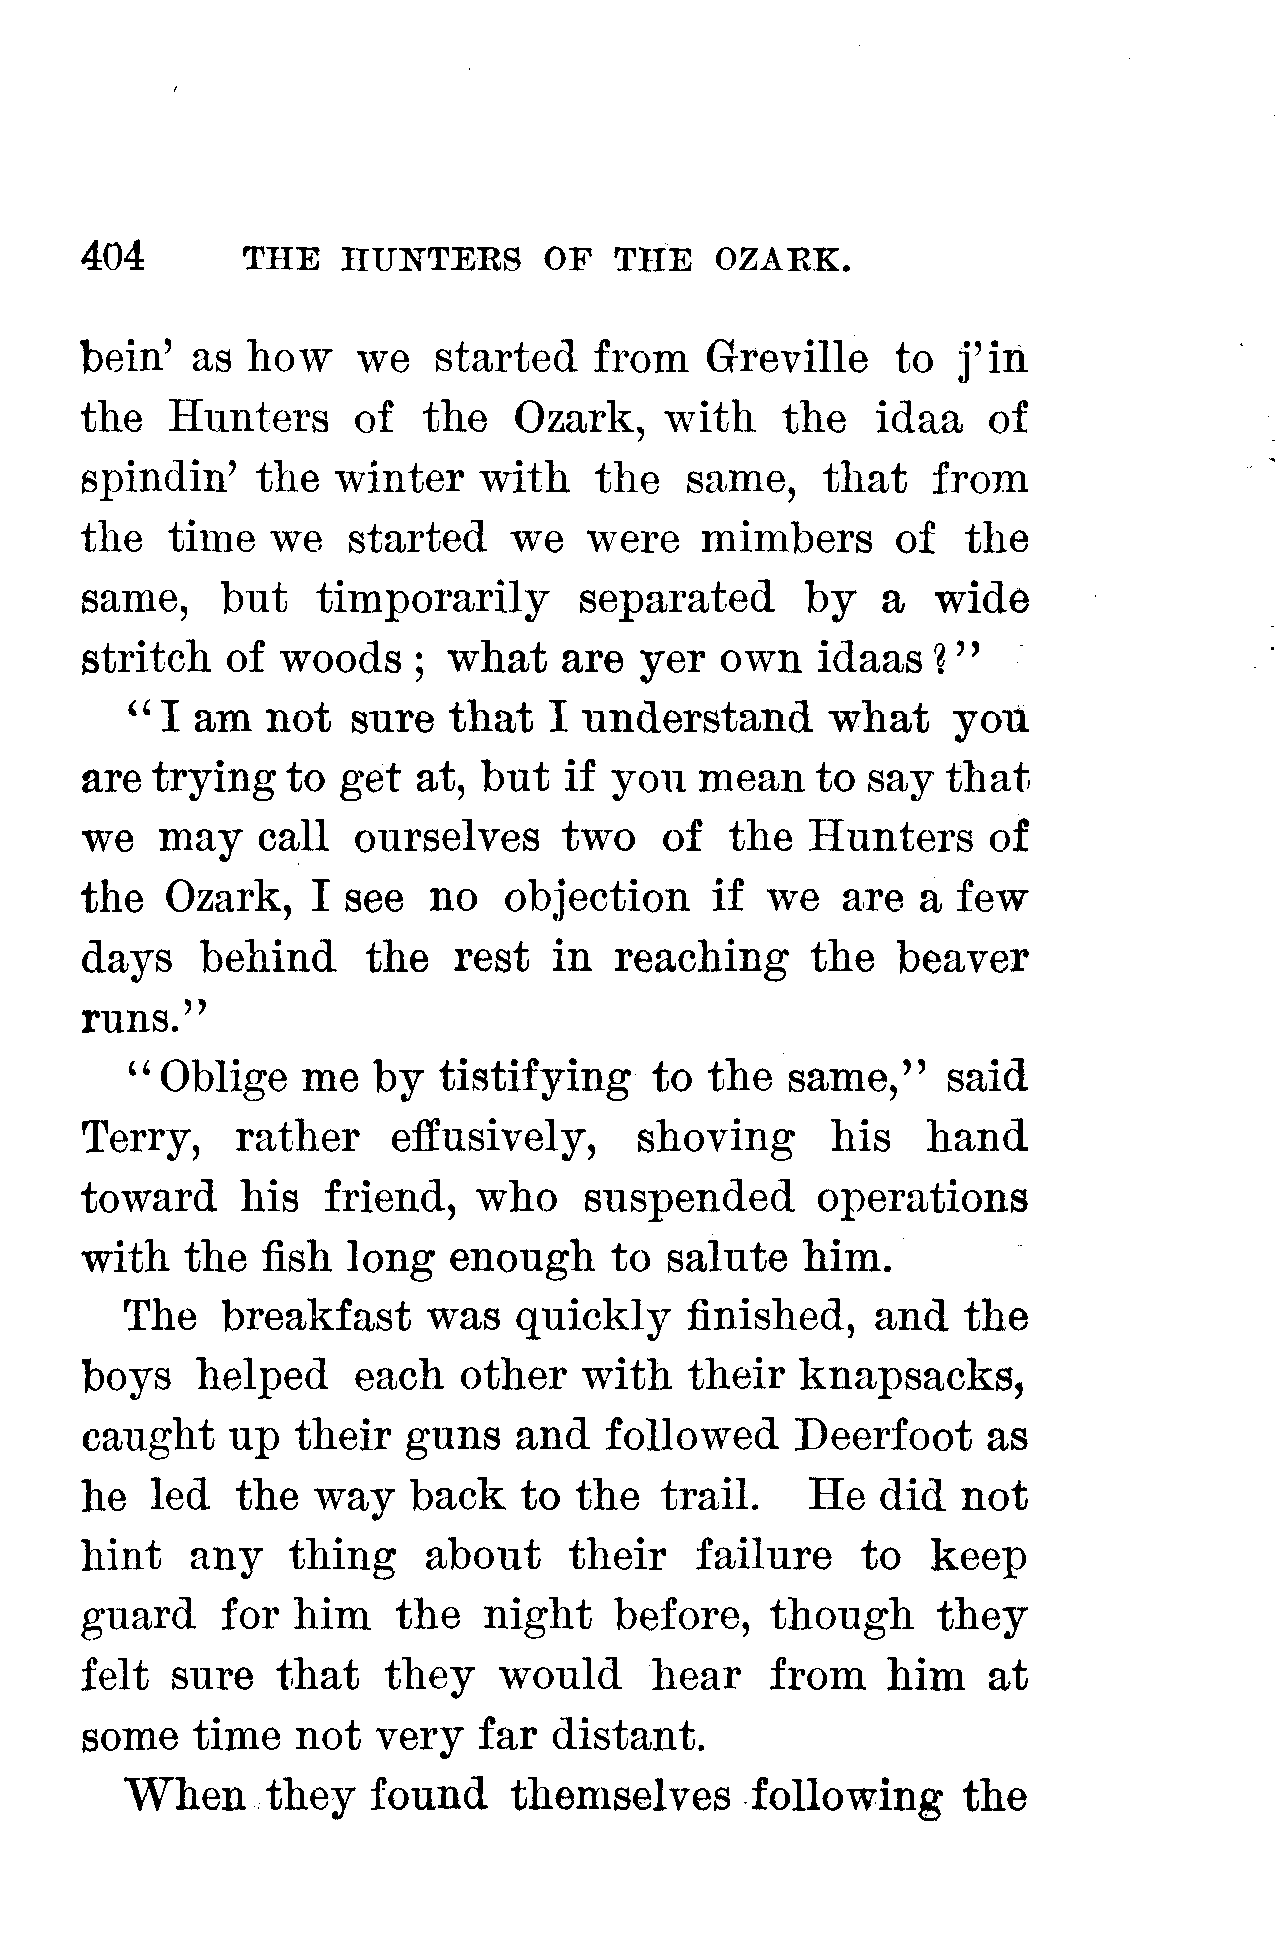 404 THE HUNTERS OF THE OZARK.
bein' as how we started from Greville to j'in
the Hunters of the Ozark, with the idaa of
spindin' the winter with the same, that from
the time we started we were mimbers of the
same, but timporarily separated by a wide
stritch of woods; what are yer own idaas?"
"I am not sure that I understand what you
are trying to get at, but if you mean to say that
we may call ourselves two of the Hunters of
the Ozark, I see no objection if we are a few
days behind the rest in reaching the beaver
runs."
"Oblige me by tistifying to the same," said
Terry, rather effusively, shoving his hand
toward his friend, who suspended operations
with the fish long enough to salute him.
The breakfast was quickly finished, and the
boys helped each other with their knapsacks,
caught up their guns and followed Deerfoot as
he led the way back to the trail. He did not
hint any thing about their failure to keep
guard for him the night before, though they
felt sure that they would hear from him at
some time not very far distant.
When they found themselves following the